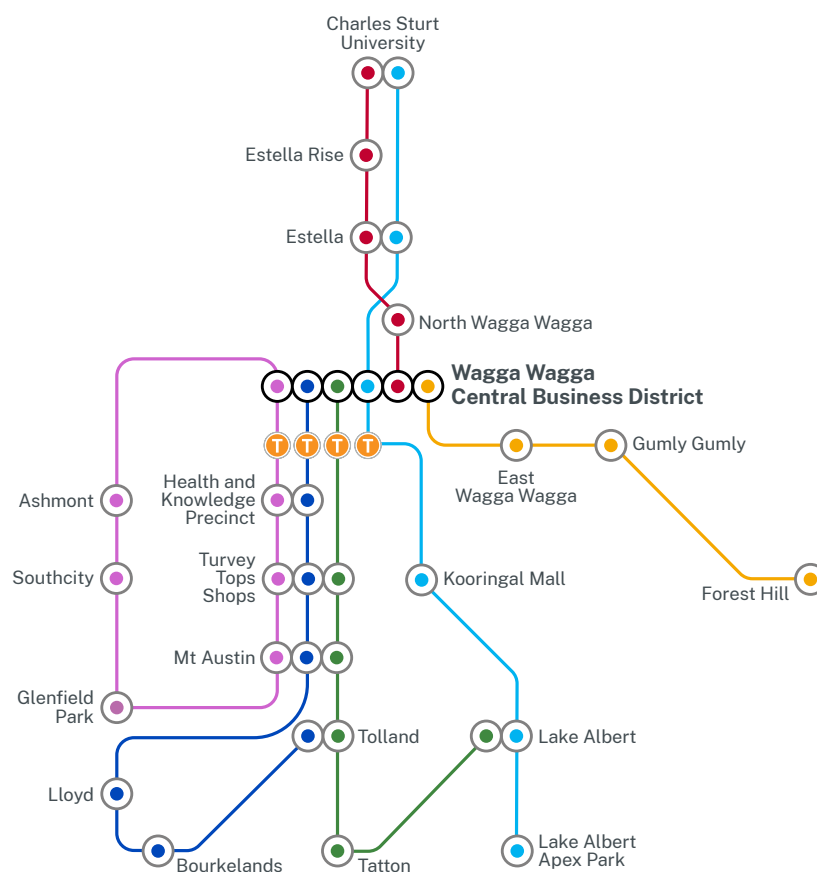 Charles Sturt
University
Estella Rise
Estella
North Wagga Wagga
Wagga Wagga
Central Business District
T T T T
Gumly Gumly
East
Wagga Wagga
Health and
Knowledge
Precinct
Ashmont
Turvey
Tops
Shops
Southcity
Kooringal Mall
Forest Hill
Mt Austin
Glenfield
Park
Tolland
Lake Albert
Lloyd
Bourkelands
Tatton
Lake Albert
Apex Park